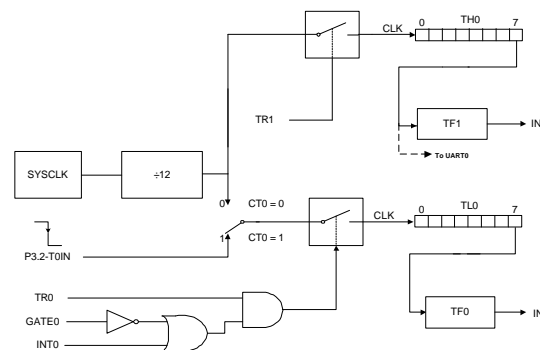 0 TH0 7
CLK
TR1
TF1
IN
To UART0
SYSCLK
÷12
0
CT0 = 0
1
CT0 = 1
CLK
0 TL0 7
P3.2-T0IN
TR0
GATE0
INT0
TF0
IN